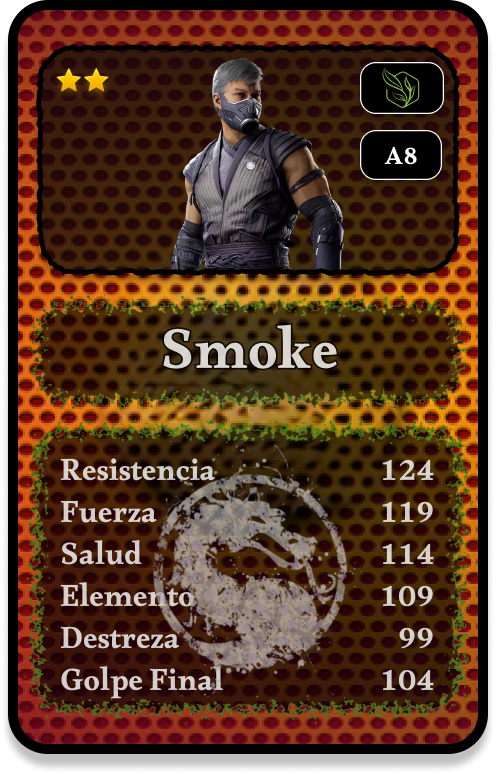 A8
Smoke
Resistencia 124
Fuerza 119
Salud 114
Elemento 109
Destreza 99
Golpe Final 104